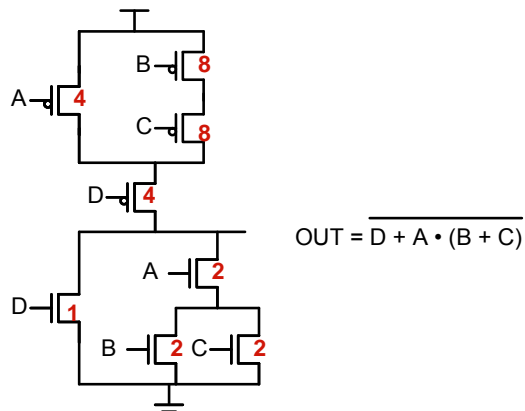 B 8
A 4
C 8
D 4
OUT = D + A • (B + C)
A 2
D 1
B 2 C 2